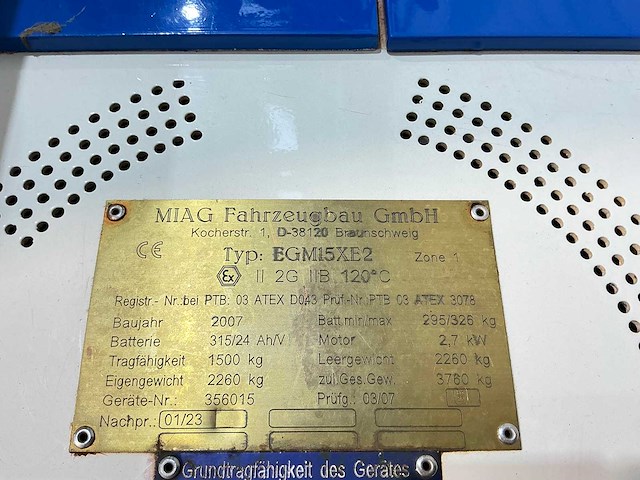 MIAG Fahrzeugbau GmbH
Kocherstr. 1, D-38120 Braunschweig
CE Typ: EGM15XE2 Zone 1
Ex II 2G IIB 120°C
Registr.- Nr. bei PTB: 03 ATEX D043 Prüf.-Nr. PTB 03 ATEX 3078
Baujahr 2007 Batt.min/max 295/326 kg
Batterie 315/24 Ah/V Motor 2,7 kW
Tragfähigkeit 1500 kg Leergewicht 2260 kg
Eigengewicht 2260 kg zul.Ges.Gew. 3760 kg
Geräte-Nr.: 356015 Prüfg.: 03/07
Nachpr.: 01/23
Grundtragfähigkeit des Gerätes